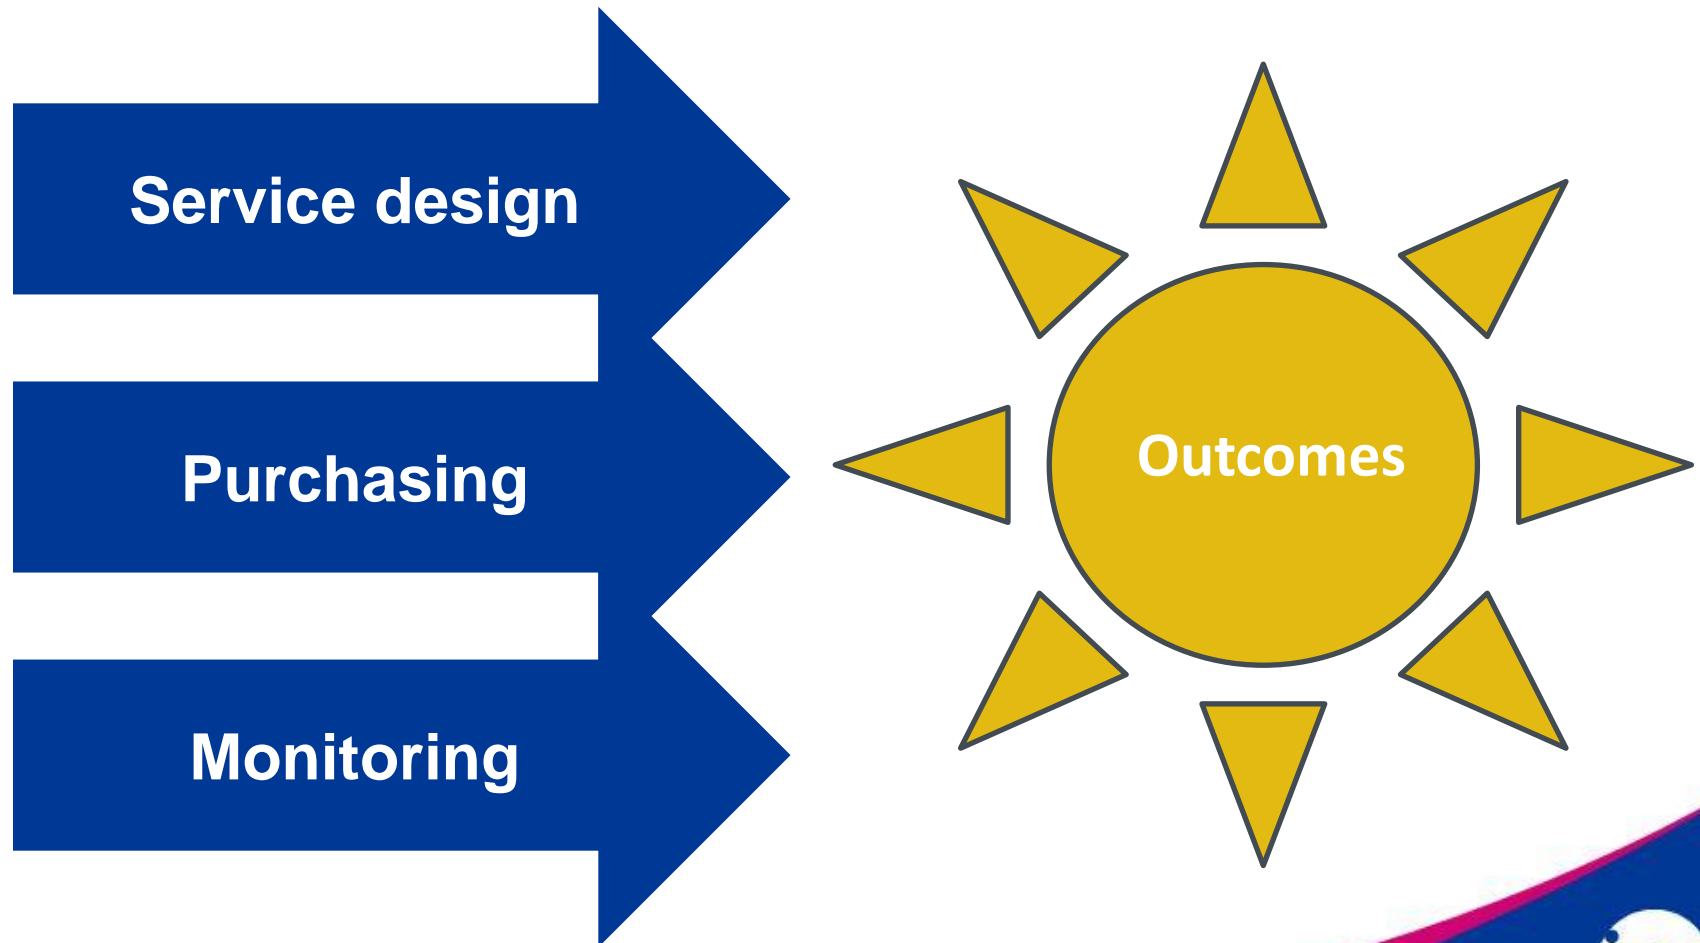 Service design
Purchasing
Outcomes
Monitoring